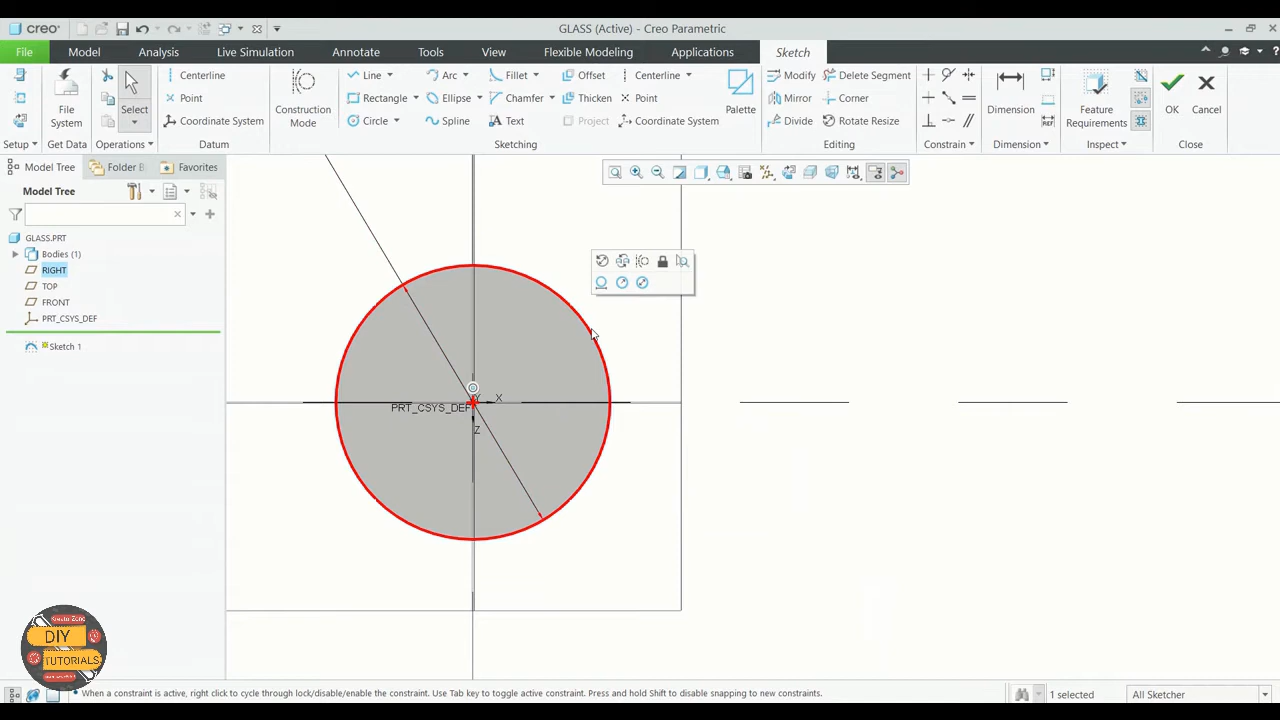 creo
GLASS (Active) - Creo Parametric
File
Model
Analysis
Live Simulation
Annotate
Tools
View
Flexible Modeling
Applications
Sketch
File System
Select
Centerline
Point
Coordinate System
Construction Mode
Line
Arc
Fillet
Offset
Centerline
Rectangle
Ellipse
Chamfer
Thicken
Point
Circle
Spline
Text
Project
Coordinate System
Palette
Modify
Delete Segment
Mirror
Corner
Divide
Rotate Resize
Dimension
REF
Feature Requirements
OK
Cancel
Setup
Get Data
Operations
Datum
Sketching
Editing
Constrain
Dimension
Inspect
Close
Model Tree
Folder B
Favorites
Model Tree
GLASS.PRT
Bodies (1)
RIGHT
TOP
FRONT
PRT_CSYS_DEF
Sketch 1
Y
X
PRT_CSYS_DEF
Z
Kreato Zone
DIY
TUTORIALS
When a constraint is active, right click to cycle through lock/disable/enable the constraint. Use Tab key to toggle active constraint. Press and hold Shift to disable snapping to new constraints.
1 selected
All Sketcher